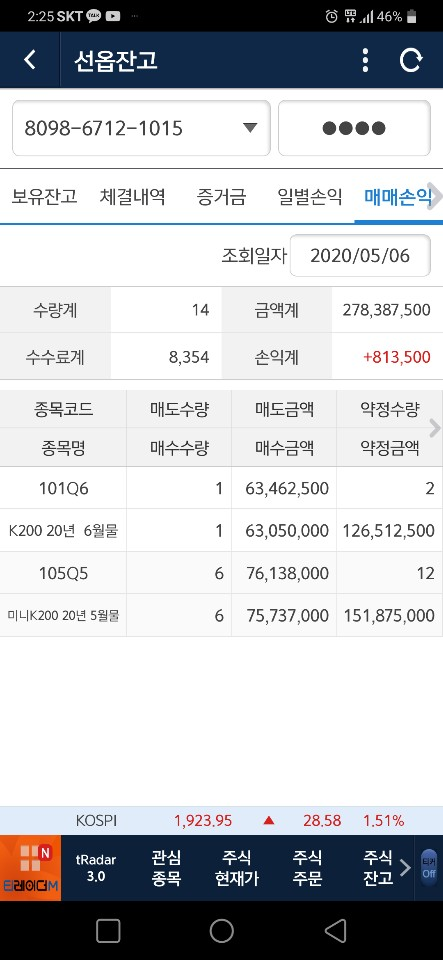 2:25 SKT TALK ... 46%
선옵잔고
8098-6712-1015 ●●●●
보유잔고 체결내역 증거금 일별손익 매매손익
조회일자 2020/05/06
수량계 14 금액계 278,387,500
수수료계 8,354 손익계 +813,500
종목코드 매도수량 매도금액 약정수량
종목명 매수수량 매수금액 약정금액
101Q6 1 63,462,500 2
K200 20년 6월물 1 63,050,000 126,512,500
105Q5 6 76,138,000 12
미니K200 20년 5월물 6 75,737,000 151,875,000
KOSPI 1,923.95 ▲ 28.58 1.51%
N
티레이더M
tRadar
3.0
관심
종목
주식
현재가
주식
주문
주식
잔고
티커
Off